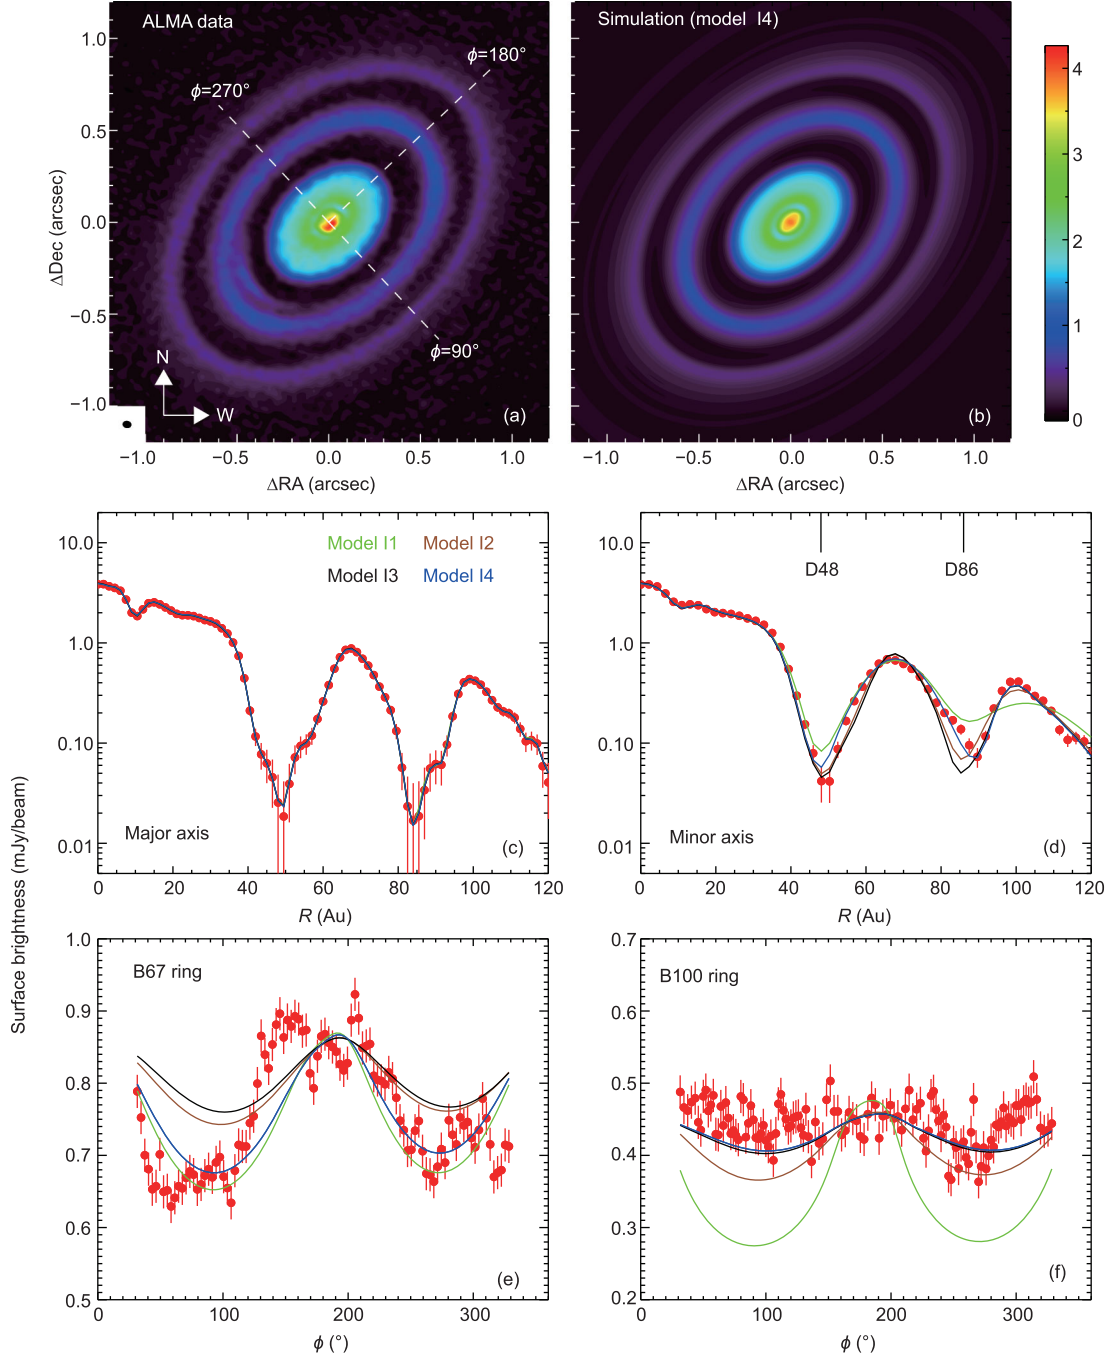 ALMA data
Simulation (model I4)
ϕ=180°
ϕ=270°
ϕ=90°
N
W
(a)
(b)
1.0
0.5
0.0
−0.5
−1.0
ΔDec (arcsec)
−1.0
−0.5
0.0
0.5
1.0
ΔRA (arcsec)
−1.0
−0.5
0.0
0.5
1.0
ΔRA (arcsec)
4
3
2
1
0
Surface brightness (mJy/beam)
10.0
1.0
0.10
0.01
Model I1 Model I2
Model I3 Model I4
Major axis
(c)
0 20 40 60 80 100 120
R (Au)
10.0
1.0
0.10
0.01
D48
D86
Minor axis
(d)
0 20 40 60 80 100 120
R (Au)
1.0
0.9
0.8
0.7
0.6
0.5
B67 ring
(e)
0 100 200 300
ϕ (°)
0.7
0.6
0.5
0.4
0.3
0.2
B100 ring
(f)
0 100 200 300
ϕ (°)